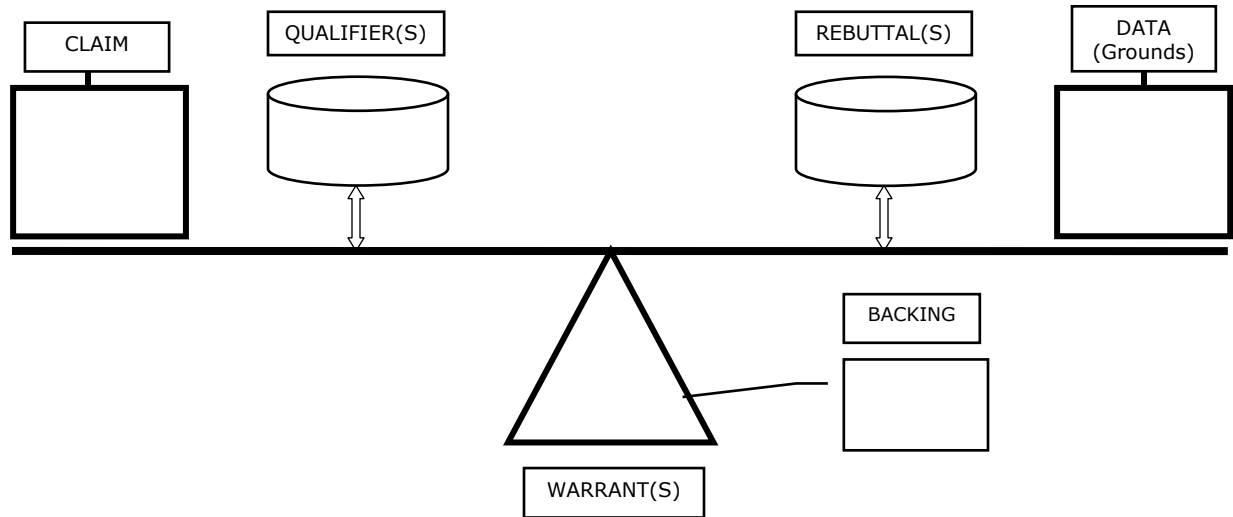 CLAIM
QUALIFIER(S)
REBUTTAL(S)
DATA
(Grounds)
BACKING
WARRANT(S)